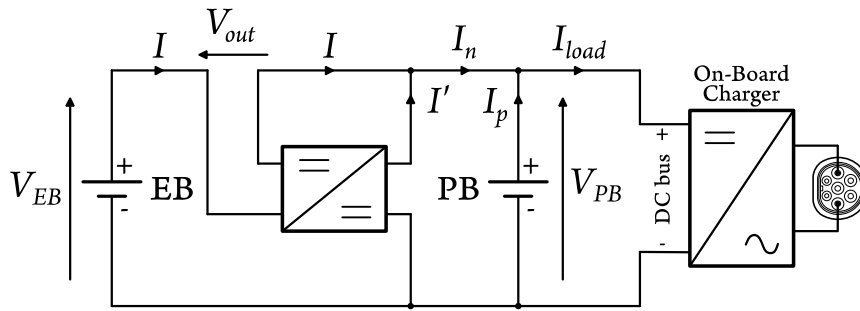 I
V_out
I
I_n
I_load
On-Board
Charger
I'
I_p
V_EB
+
EB
-
PB
+
-
V_PB
DC bus
+
-